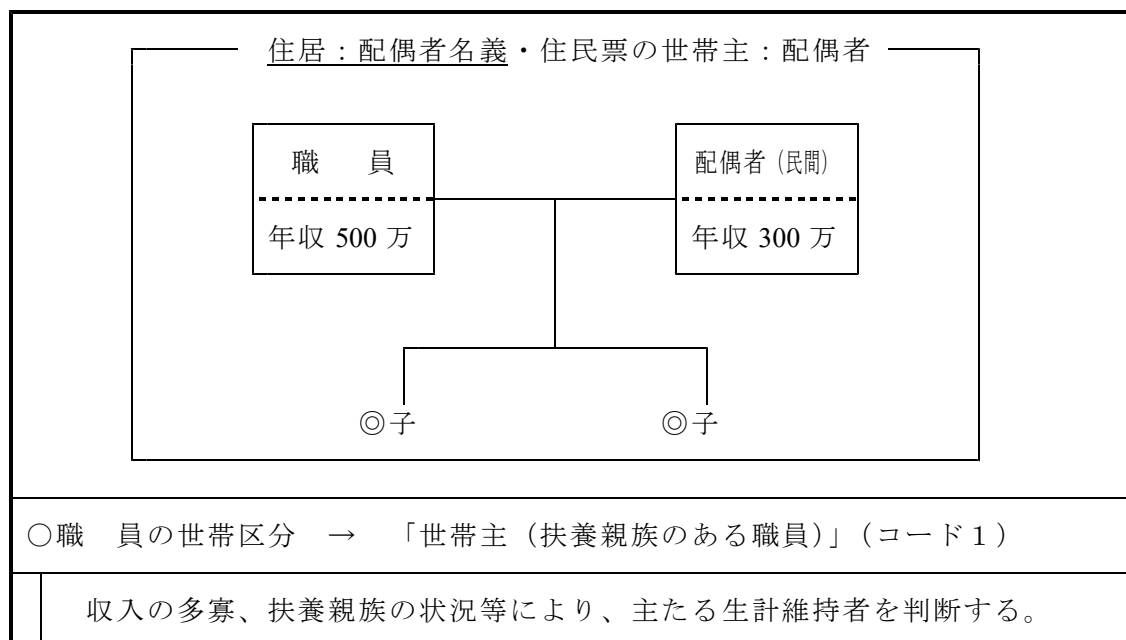 住居：配偶者名義・住民票の世帯主：配偶者
職　員
配偶者（民間）
年収 500 万
年収 300 万
◎子
◎子
○職　員の世帯区分　→　「世帯主（扶養親族のある職員）」（コード１）
収入の多寡、扶養親族の状況等により、主たる生計維持者を判断する。